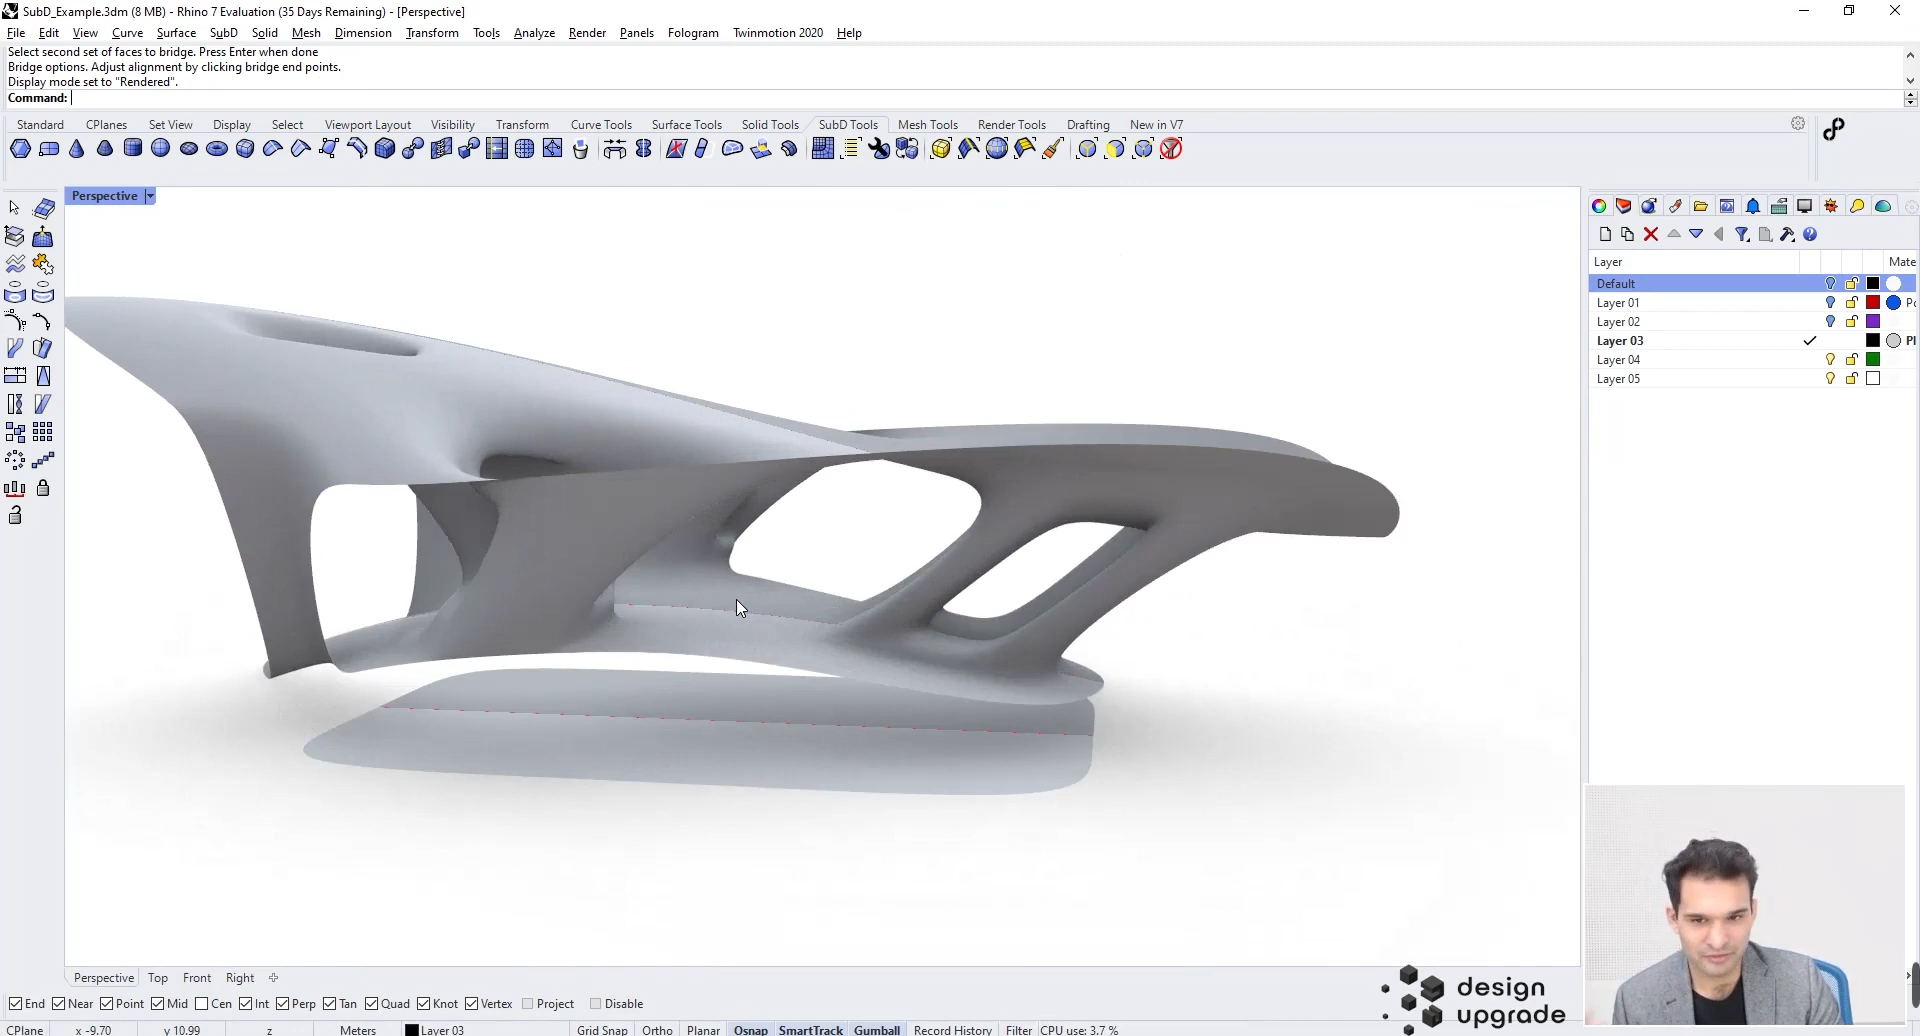 SubD_Example.3dm (8 MB) - Rhino 7 Evaluation (35 Days Remaining) - [Perspective]
File Edit View Curve Surface SubD Solid Mesh Dimension Transform Tools Analyze Render Panels Fologram Twinmotion 2020 Help
Select second set of faces to bridge. Press Enter when done
Bridge options. Adjust alignment by clicking bridge end points.
Display mode set to "Rendered".
Command:
Standard CPlanes Set View Display Select Viewport Layout Visibility Transform Curve Tools Surface Tools Solid Tools SubD Tools Mesh Tools Render Tools Drafting New in V7
Perspective
Layer Mate
Default
Layer 01 Po
Layer 02
Layer 03 Pl
Layer 04
Layer 05
Perspective Top Front Right
End Near Point Mid Cen Int Perp Tan Quad Knot Vertex Project Disable
design
upgrade
CPlane x -9.70 y 10.99 z Meters Layer 03 Grid Snap Ortho Planar Osnap SmartTrack Gumball Record History Filter CPU use: 3.7 %